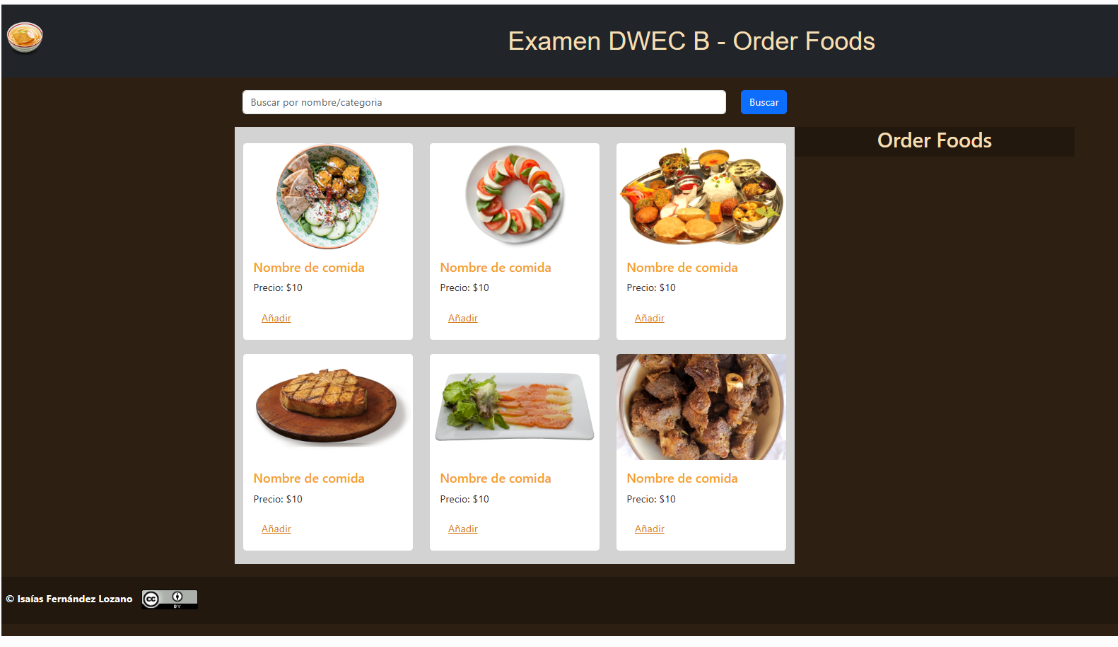 Examen DWEC B - Order Foods
Buscar por nombre/categoria
Buscar
Order Foods
Nombre de comida
Precio: $10
Añadir
Nombre de comida
Precio: $10
Añadir
Nombre de comida
Precio: $10
Añadir
Nombre de comida
Precio: $10
Añadir
Nombre de comida
Precio: $10
Añadir
Nombre de comida
Precio: $10
Añadir
© Isaías Fernández Lozano
cc
BY